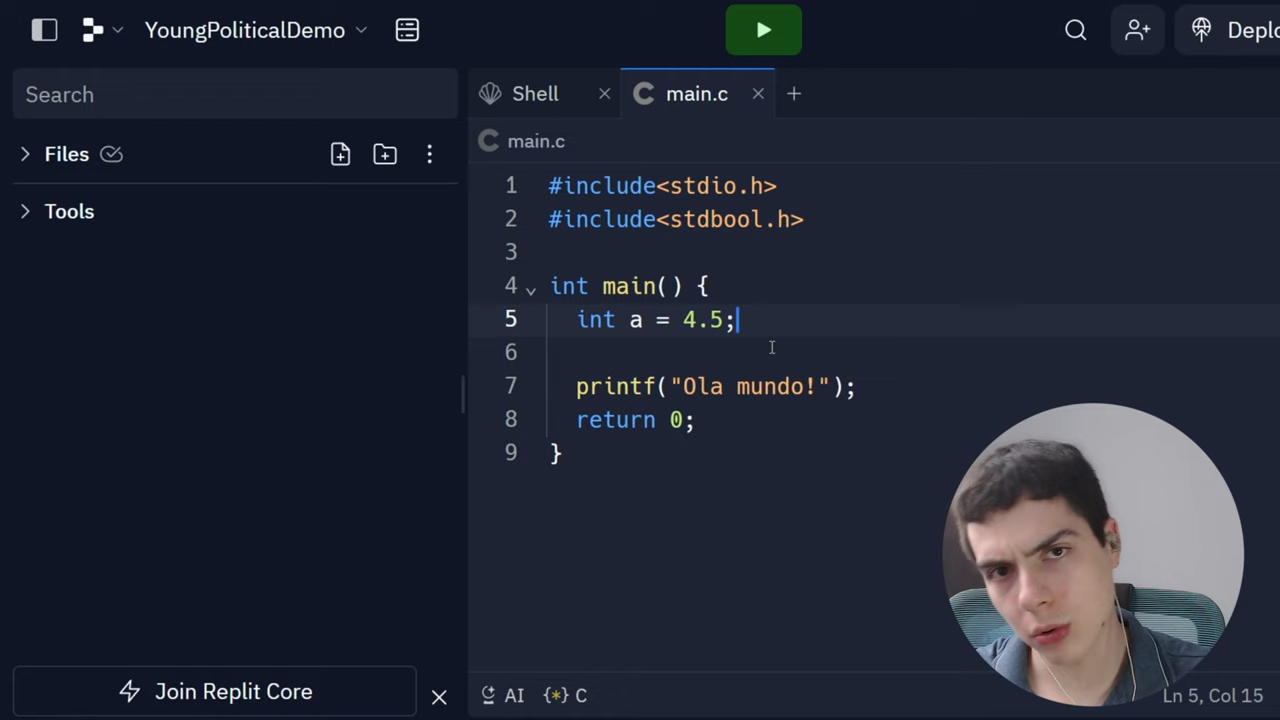 YoungPoliticalDemo
Deplo
Search
Files
Tools
Join Replit Core
Shell
main.c
main.c
1 #include<stdio.h>
2 #include<stdbool.h>
3
4 int main() {
5 int a = 4.5;
6
7 printf("Ola mundo!");
8 return 0;
9 }
AI {*} C
Ln 5, Col 15